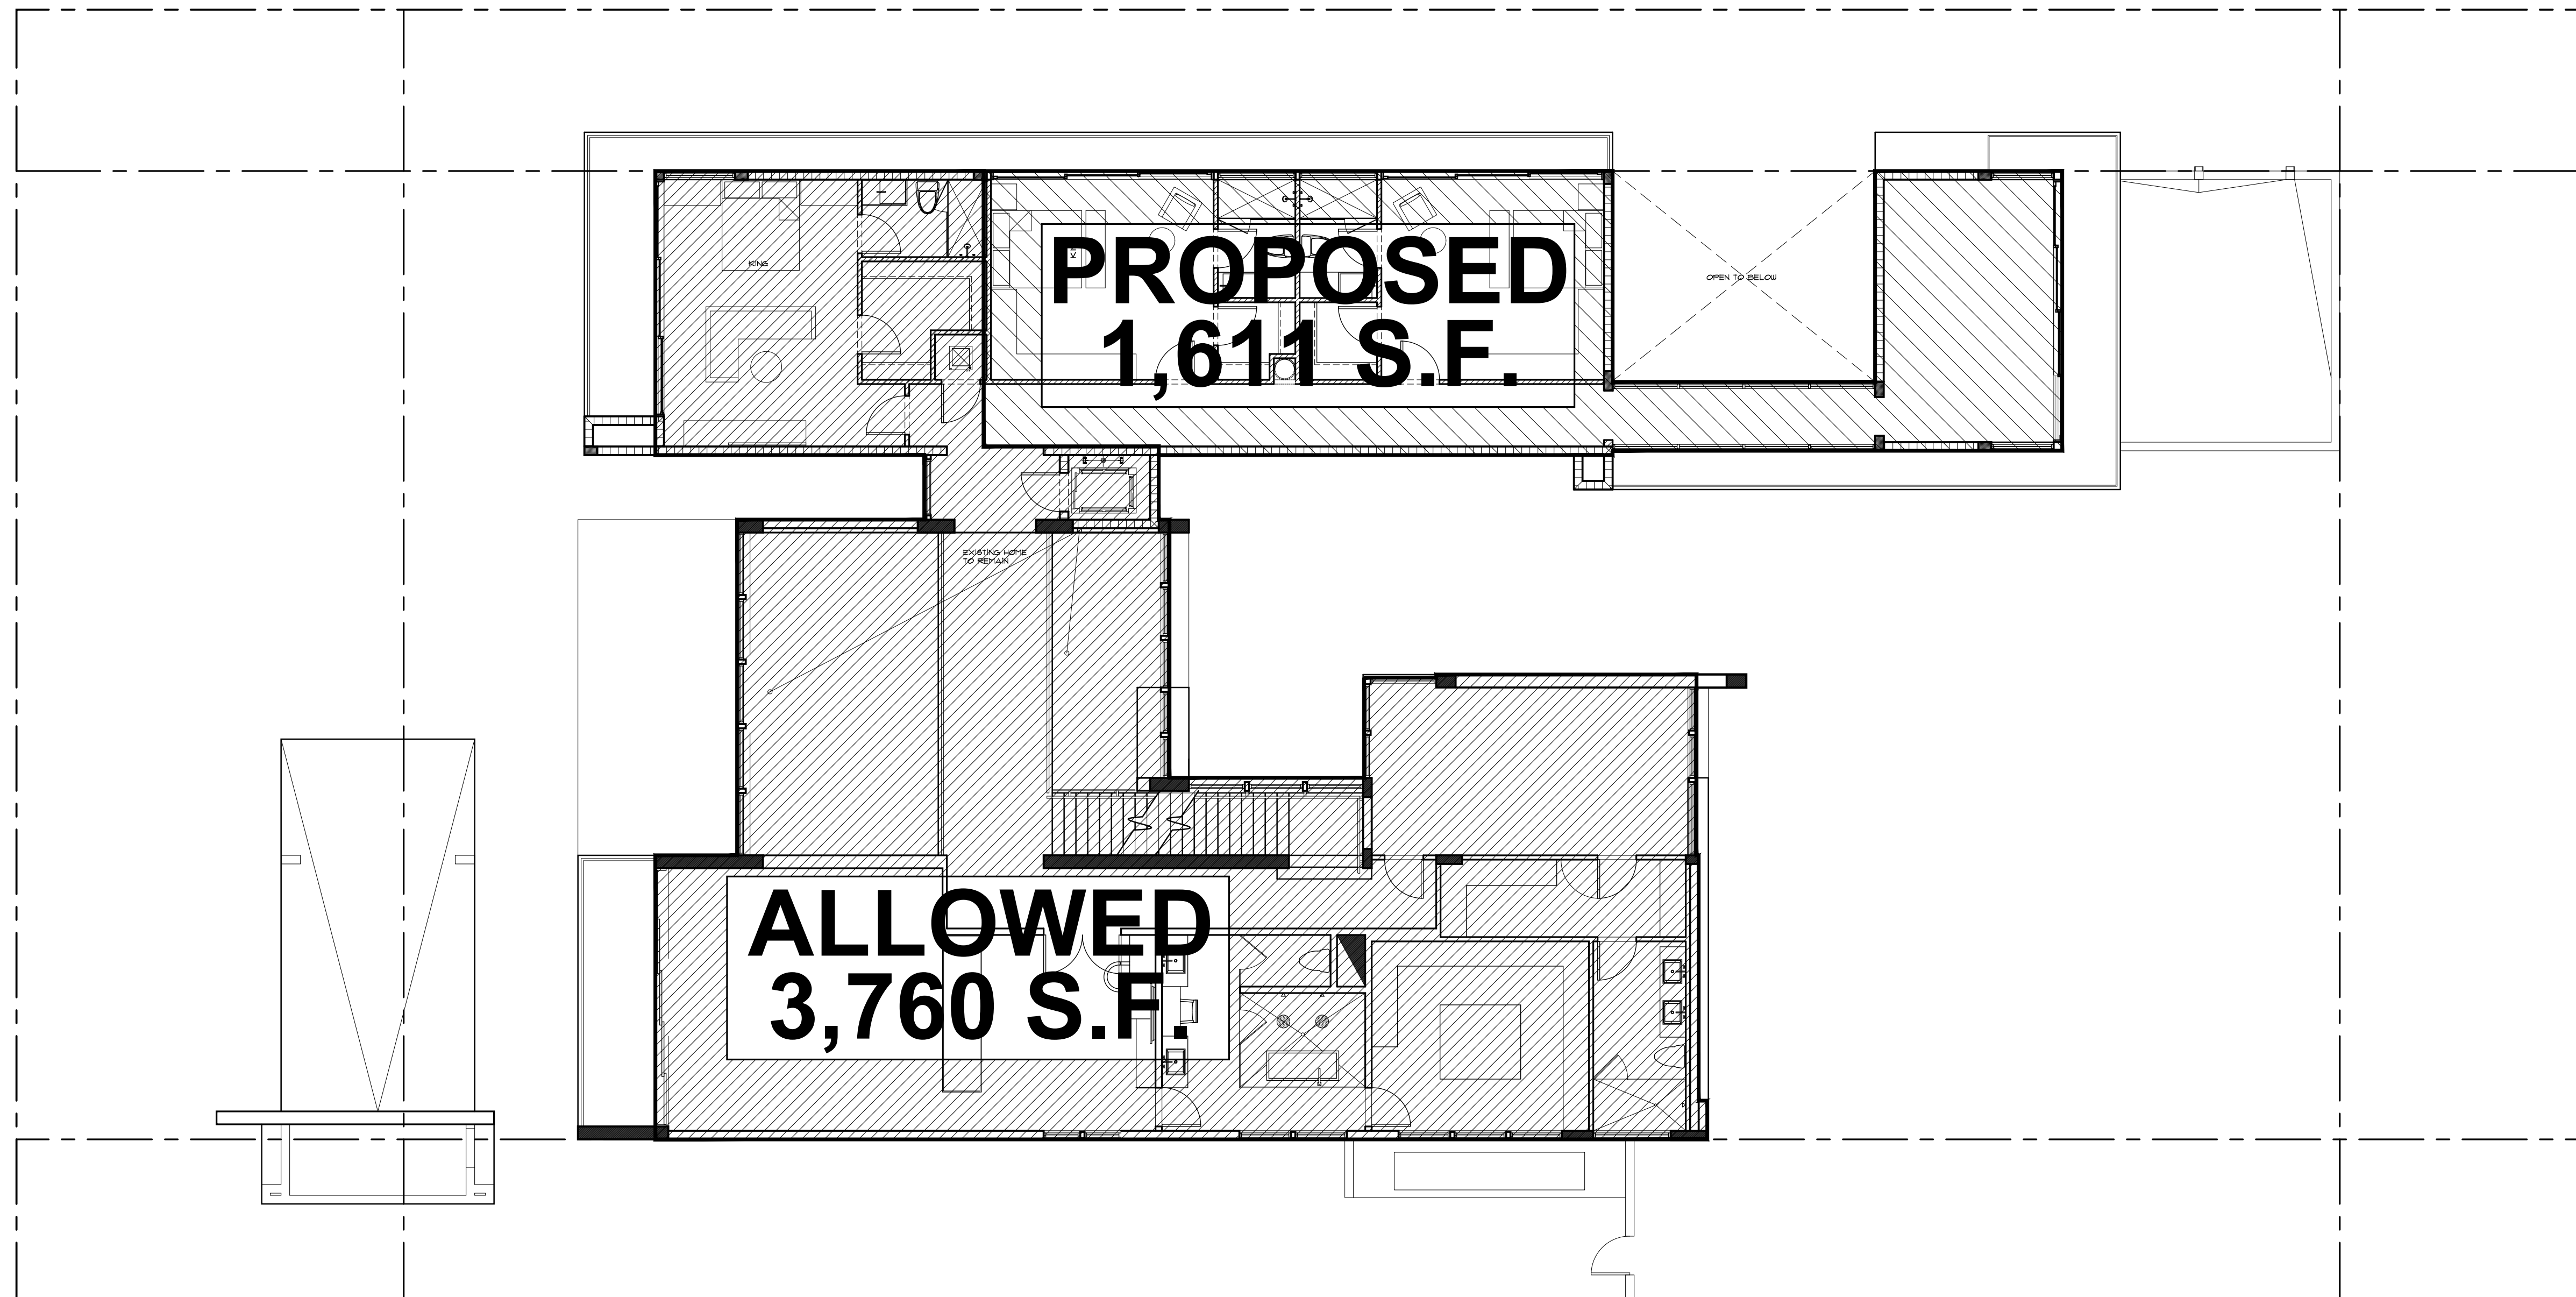 KING
PROPOSED
1,611 S.F.
OPEN TO BELOW
EXISTING HOME
TO REMAIN
ALLOWED
3,760 S.F.